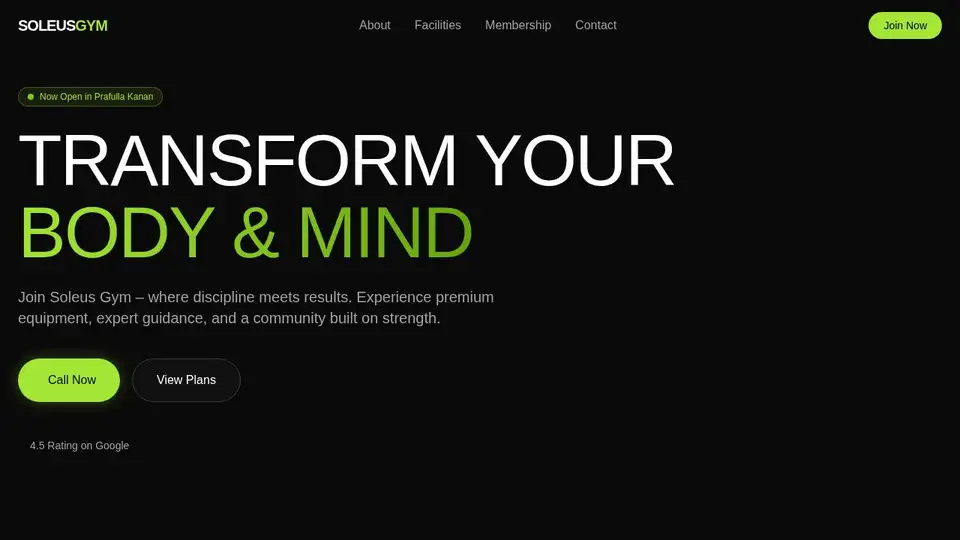 SOLEUSGYM
About
Facilities
Membership
Contact
Join Now
Now Open in Prafulla Kanan
TRANSFORM YOUR
BODY & MIND
Join Soleus Gym – where discipline meets results. Experience premium
equipment, expert guidance, and a community built on strength.
Call Now
View Plans
4.5 Rating on Google